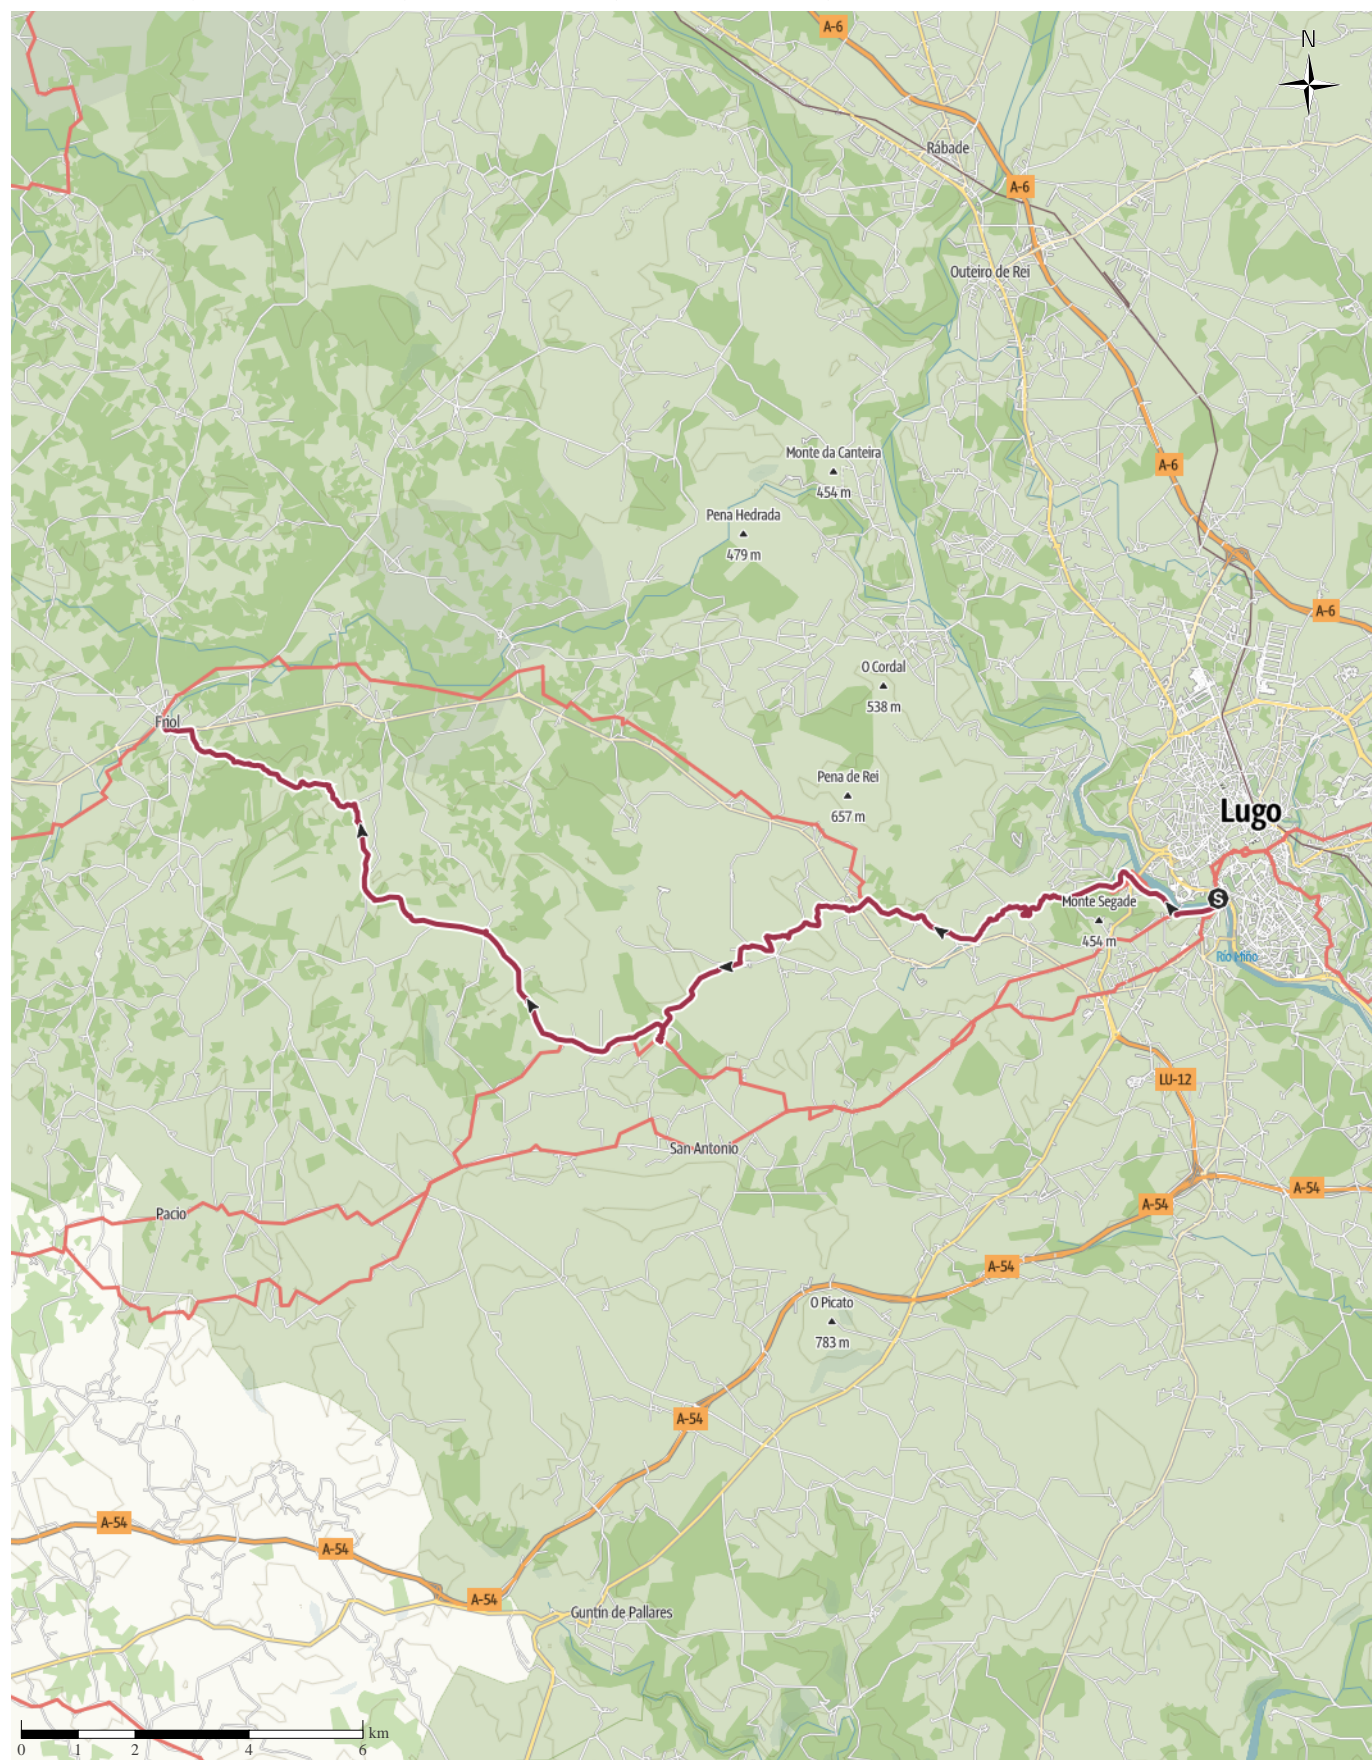 A-6
N
Rábade
A-6
Outeiro de Rei
Monte da Canteira
454 m
A-6
Pena Hedrada
479 m
A-6
O Cordal
538 m
Friol
Pena de Rei
657 m
Lugo
S
Monte Segade
454 m
Río Miño
LU-12
San Antonio
A-54
A-54
Pacio
A-54
O Picato
783 m
A-54
A-54
A-54
A-54
Guntín de Pallares
km
0 1 2 4 6